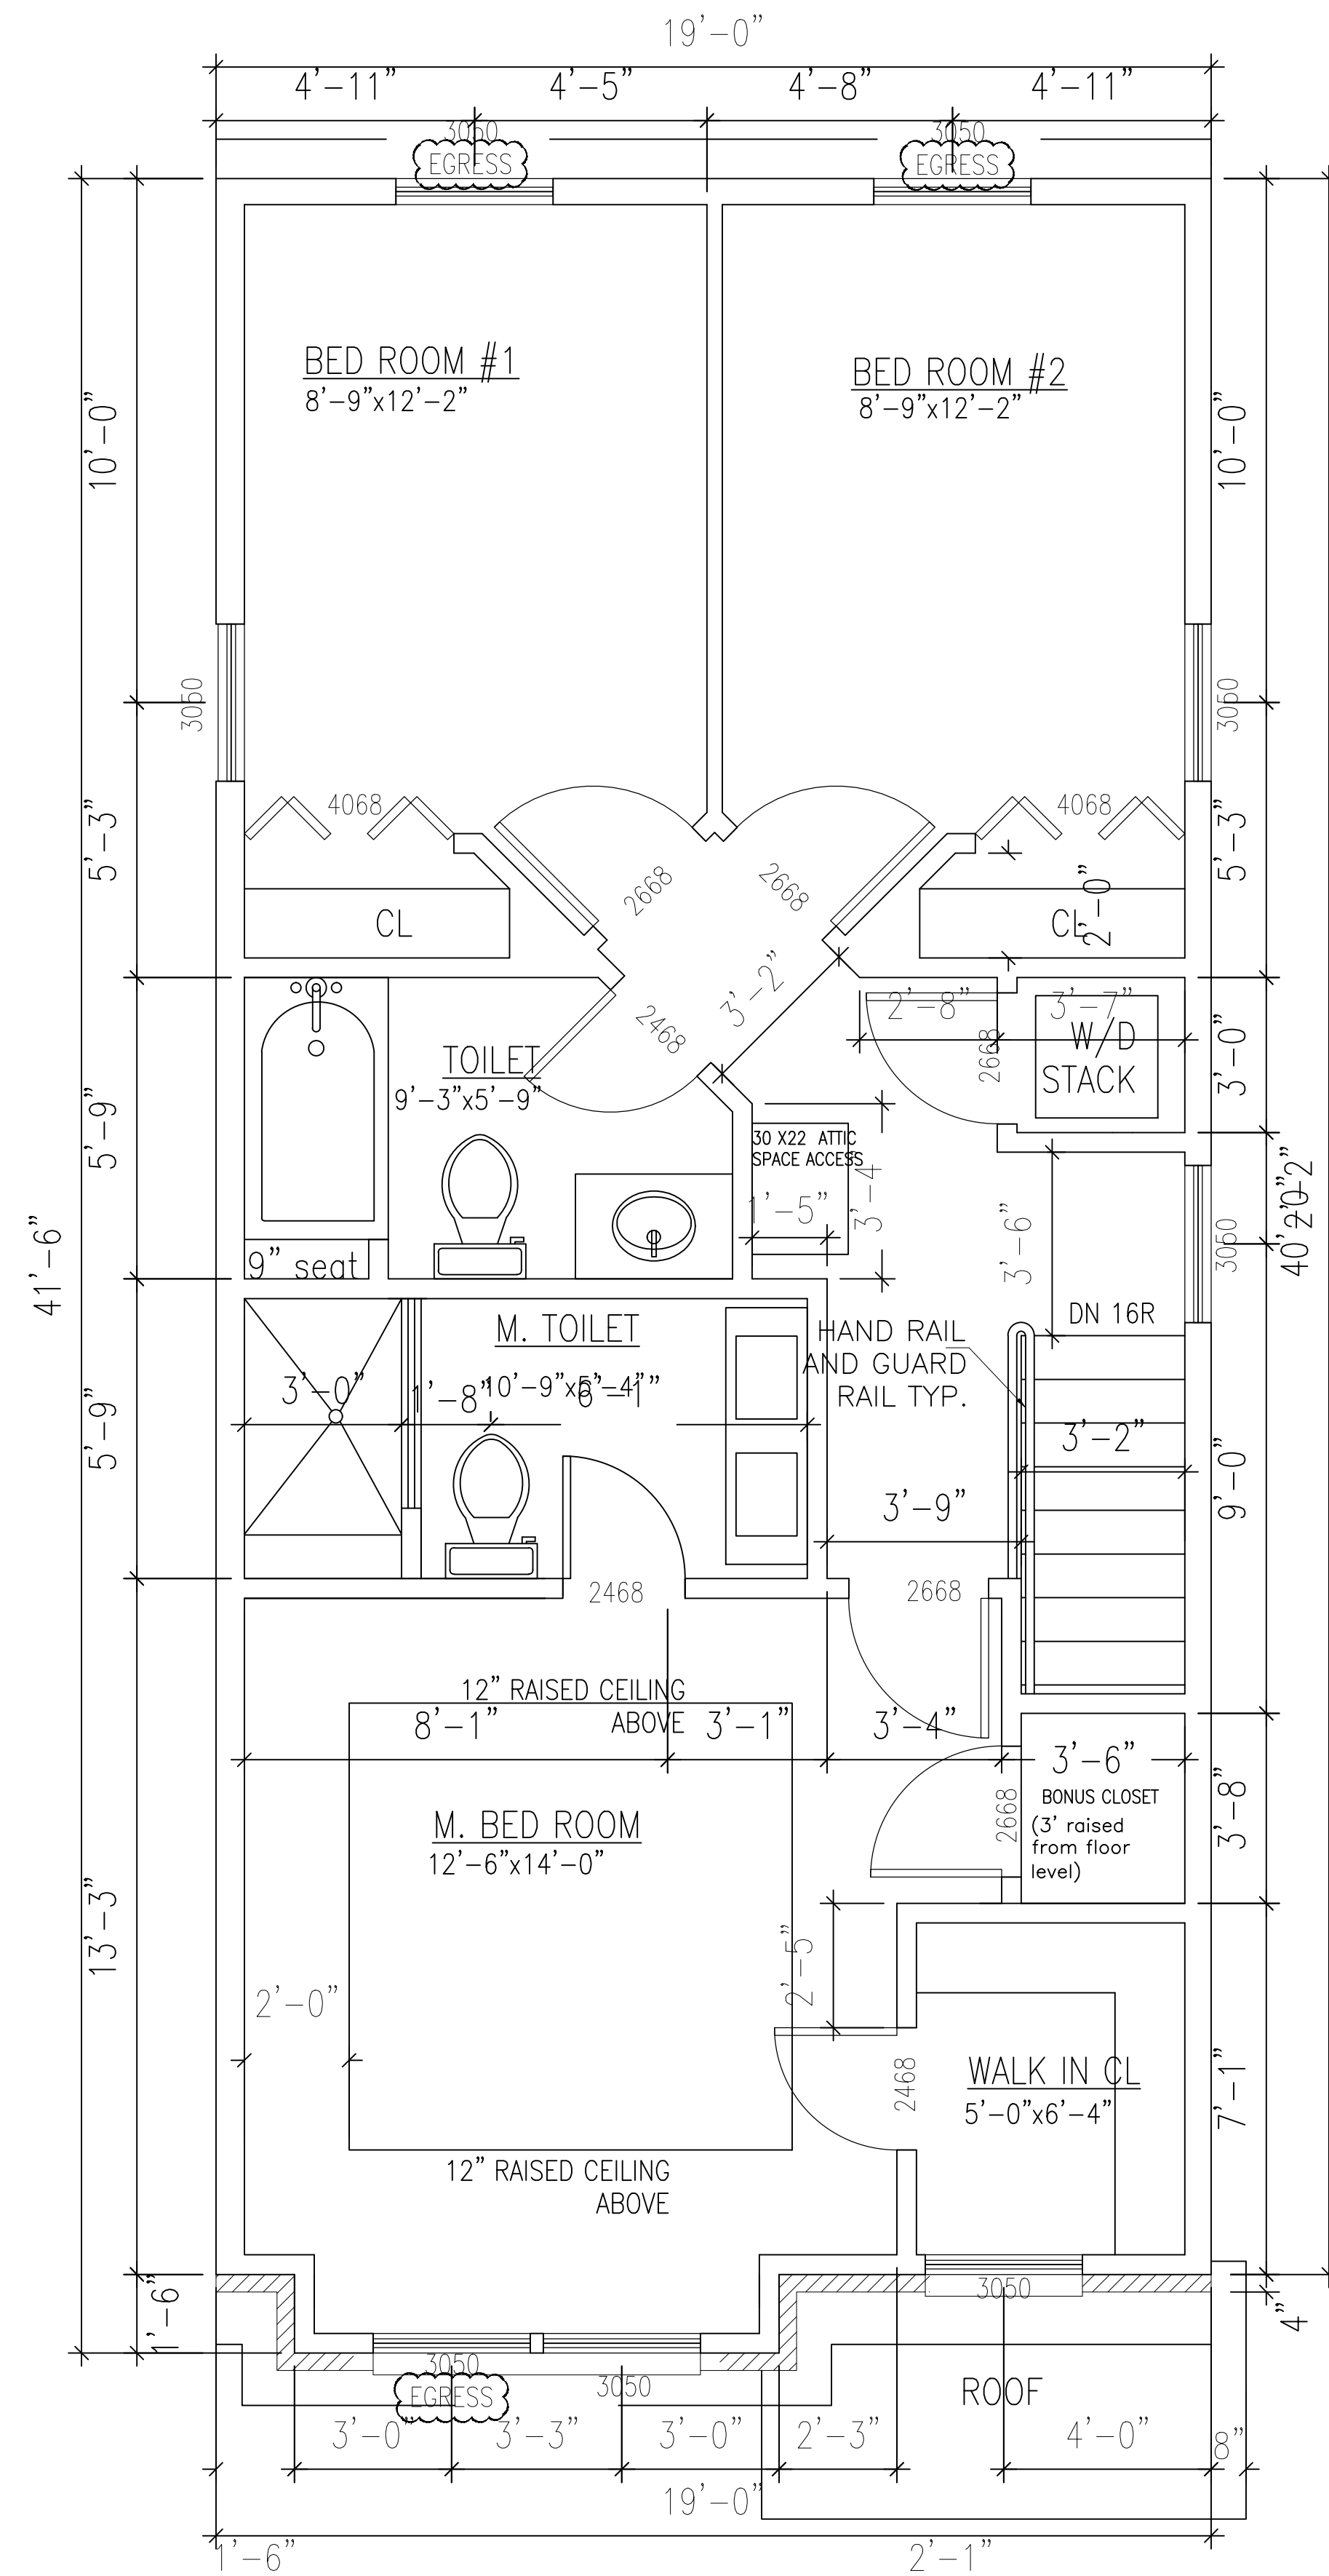 19'-0"
4'-11" 4'-5" 4'-8" 4'-11"
3050 3050
EGRESS EGRESS
BED ROOM #1
8'-9"x12'-2"
BED ROOM #2
8'-9"x12'-2"
10'-0" 10'-0"
3050 3050
4068 4068
5'-3" 5'-3"
2668 2668
CL CL
2'-0"
3'-2"
2468
2'-8" 3'-7"
W/D
STACK
2668
3'-0"
TOILET
9'-3"x5'-9"
5'-9"
30 X22 ATTIC
SPACE ACCESS
1'-5"
3'-4"
3'-6"
3050
41'-6"
40'
9" seat
DN 16R
M. TOILET
10'-9"x
HAND RAIL
AND GUARD
RAIL TYP.
3'-0" 1'-8"
5'-9"
3'-2"
3'-9"
9'-0"
2468 2668
12" RAISED CEILING
ABOVE
8'-1" 3'-1" 3'-4" 3'-6"
BONUS CLOSET
(3' raised
from floor
level)
2668
3'-8"
M. BED ROOM
12'-6"x14'-0"
13'-3"
2'-5"
2'-0"
WALK IN CL
5'-0"x6'-4"
2468
7'-1"
12" RAISED CEILING
ABOVE
1'-6"
3050
4"
3050 3050
EGRESS
ROOF
3'-0" 3'-3" 3'-0" 2'-3" 4'-0" 8"
19'-0"
1'-6" 2'-1"